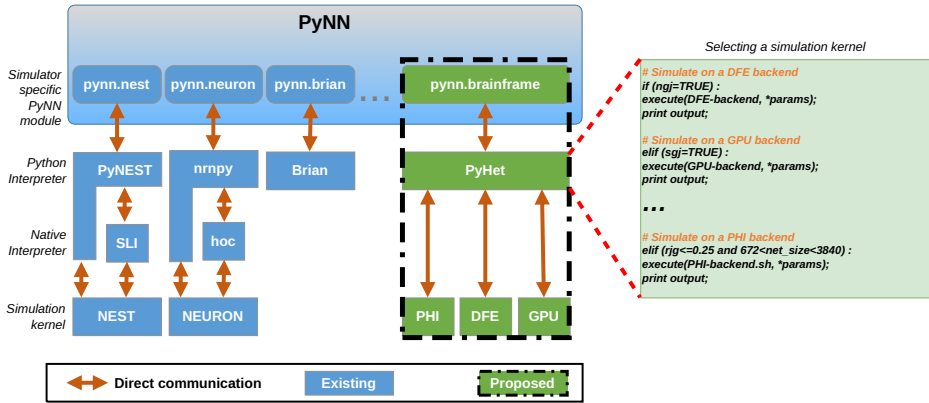 PyNN
Simulator
specific
PyNN
module
pynn.nest
pynn.neuron
pynn.brian
...
pynn.brainframe
Python
Interpreter
PyNEST
nrnpy
Brian
PyHet
Native
Interpreter
SLI
hoc
Simulation
kernel
NEST
NEURON
PHI
DFE
GPU
Selecting a simulation kernel
# Simulate on a DFE backend
if (ngj=TRUE) :
execute(DFE-backend, *params);
print output;
# Simulate on a GPU backend
elif (sgj=TRUE) :
execute(GPU-backend, *params);
print output;
...
# Simulate on a PHI backend
elif (rjg<=0.25 and 672<net_size<3840) :
execute(PHI-backend.sh, *params);
print output;
Direct communication
Existing
Proposed